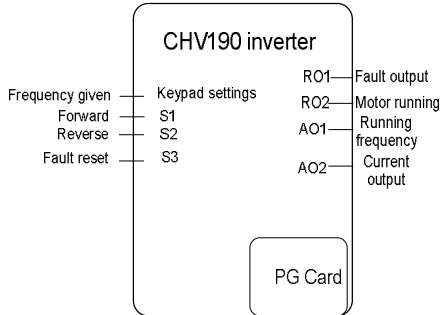 CHV190 inverter
RO1 Fault output
Frequency given Keypad settings
RO2 Motor running
Forward S1
AO1 Running
frequency
Reverse S2
Fault reset S3
AO2 Current
output
PG Card